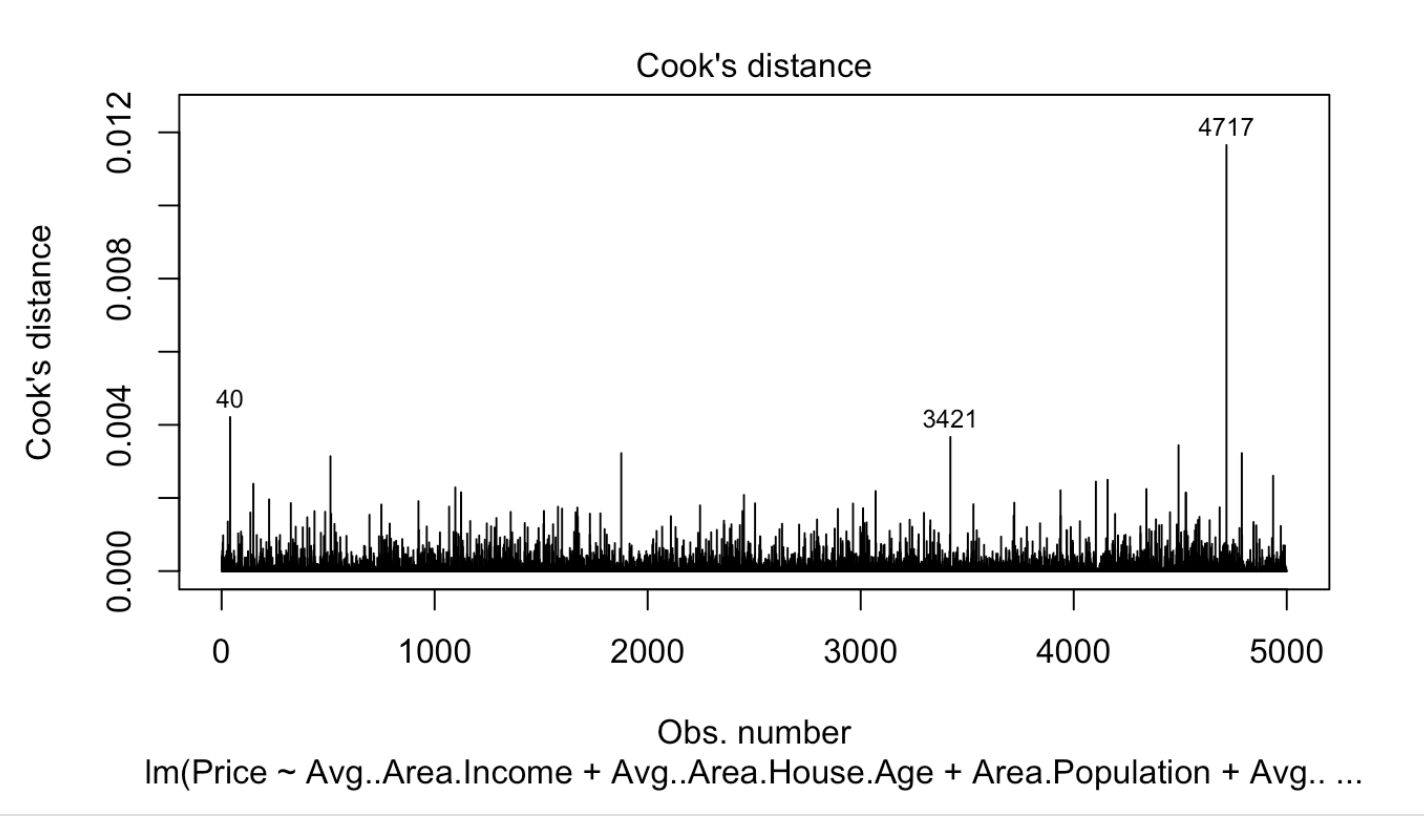 Cook's distance
Cook's distance
0.012
0.008
0.004
0.000
4717
40
3421
0 1000 2000 3000 4000 5000
Obs. number
lm(Price ~ Avg..Area.Income + Avg..Area.House.Age + Area.Population + Avg.. ...